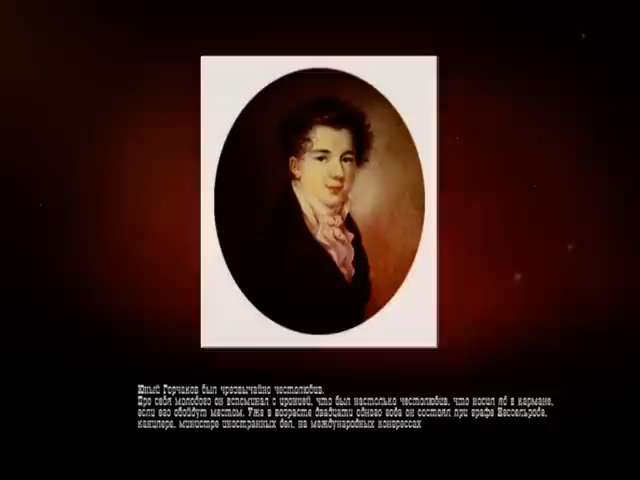 Юный Горчаков был чрезвычайно честолюбив.
Про себя молодого он вспоминал с иронией, что был настолько честолюбив, что носил яд в кармане,
если его обойдут местом. Уже в возрасте двадцати одного года он состоял при графе Нессельроде,
канцлере, министре иностранных дел, на международных конгрессах